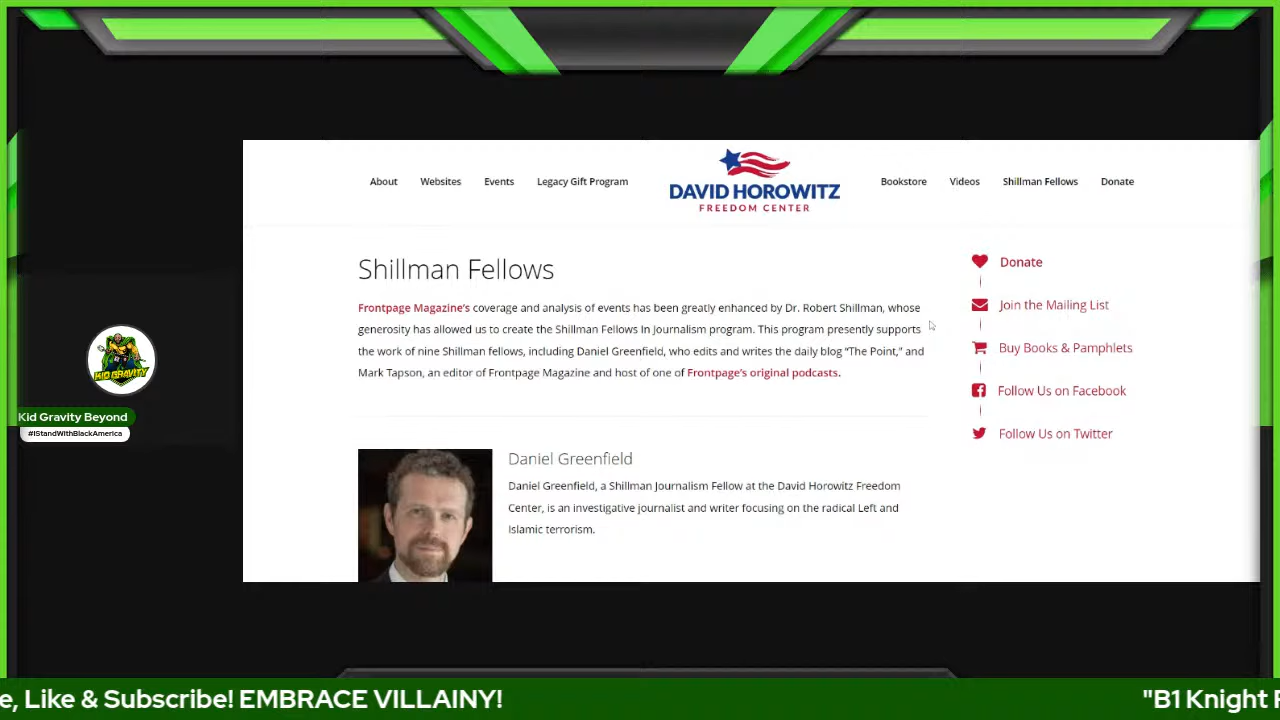 About Websites Events Legacy Gift Program
DAVID HOROWITZ
FREEDOM CENTER
Bookstore Videos Shillman Fellows Donate
Shillman Fellows
Frontpage Magazine's coverage and analysis of events has been greatly enhanced by Dr. Robert Shillman, whose
generosity has allowed us to create the Shillman Fellows In Journalism program. This program presently supports
the work of nine Shillman fellows, including Daniel Greenfield, who edits and writes the daily blog "The Point," and
Mark Tapson, an editor of Frontpage Magazine and host of one of Frontpage's original podcasts.
Donate
Join the Mailing List
Buy Books & Pamphlets
Follow Us on Facebook
Follow Us on Twitter
Daniel Greenfield
Daniel Greenfield, a Shillman Journalism Fellow at the David Horowitz Freedom
Center, is an investigative journalist and writer focusing on the radical Left and
Islamic terrorism.
KID GRAVITY
Kid Gravity Beyond
#IStandWithBlackAmerica
e, Like & Subscribe! EMBRACE VILLAINY!
"B1 Knight